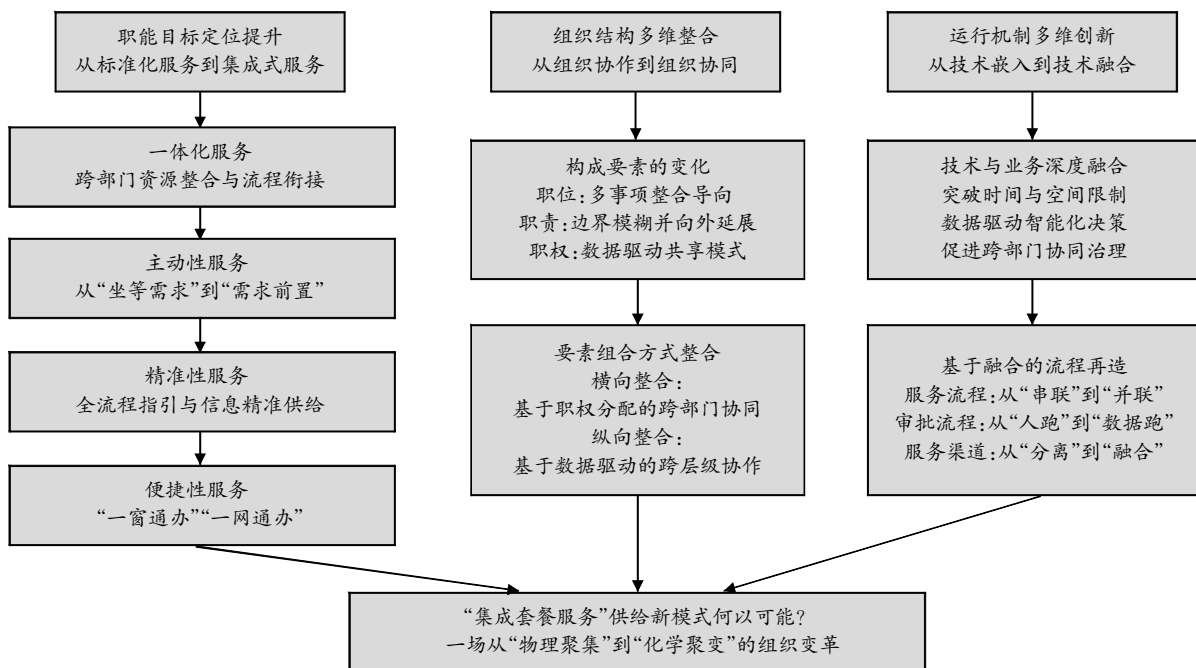 职能目标定位提升
从标准化服务到集成式服务
一体化服务
跨部门资源整合与流程衔接
主动性服务
从“坐等需求”到“需求前置”
精准性服务
全流程指引与信息精准供给
便捷性服务
“一窗通办”“一网通办”
组织结构多维整合
从组织协作到组织协同
构成要素的变化
职位:多事项整合导向
职责:边界模糊并向外延展
职权:数据驱动共享模式
要素组合方式整合
横向整合:
基于职权分配的跨部门协同
纵向整合:
基于数据驱动的跨层级协作
运行机制多维创新
从技术嵌入到技术融合
技术与业务深度融合
突破时间与空间限制
数据驱动智能化决策
促进跨部门协同治理
基于融合的流程再造
服务流程:从“串联”到“并联”
审批流程:从“人跑”到“数据跑”
服务渠道:从“分离”到“融合”
“集成套餐服务”供给新模式何以可能?
一场从“物理聚集”到“化学聚变”的组织变革